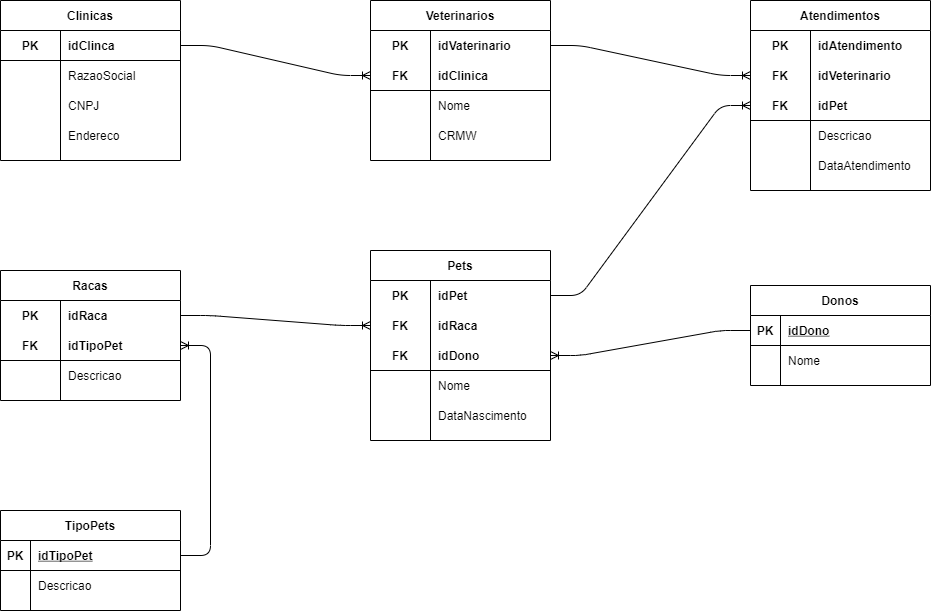 Clinicas
PK idClinca
RazaoSocial
CNPJ
Endereco
Veterinarios
PK idVaterinario
FK idClinica
Nome
CRMW
Atendimentos
PK idAtendimento
FK idVeterinario
FK idPet
Descricao
DataAtendimento
Racas
PK idRaca
FK idTipoPet
Descricao
Pets
PK idPet
FK idRaca
FK idDono
Nome
DataNascimento
Donos
PK idDono
Nome
TipoPets
PK idTipoPet
Descricao